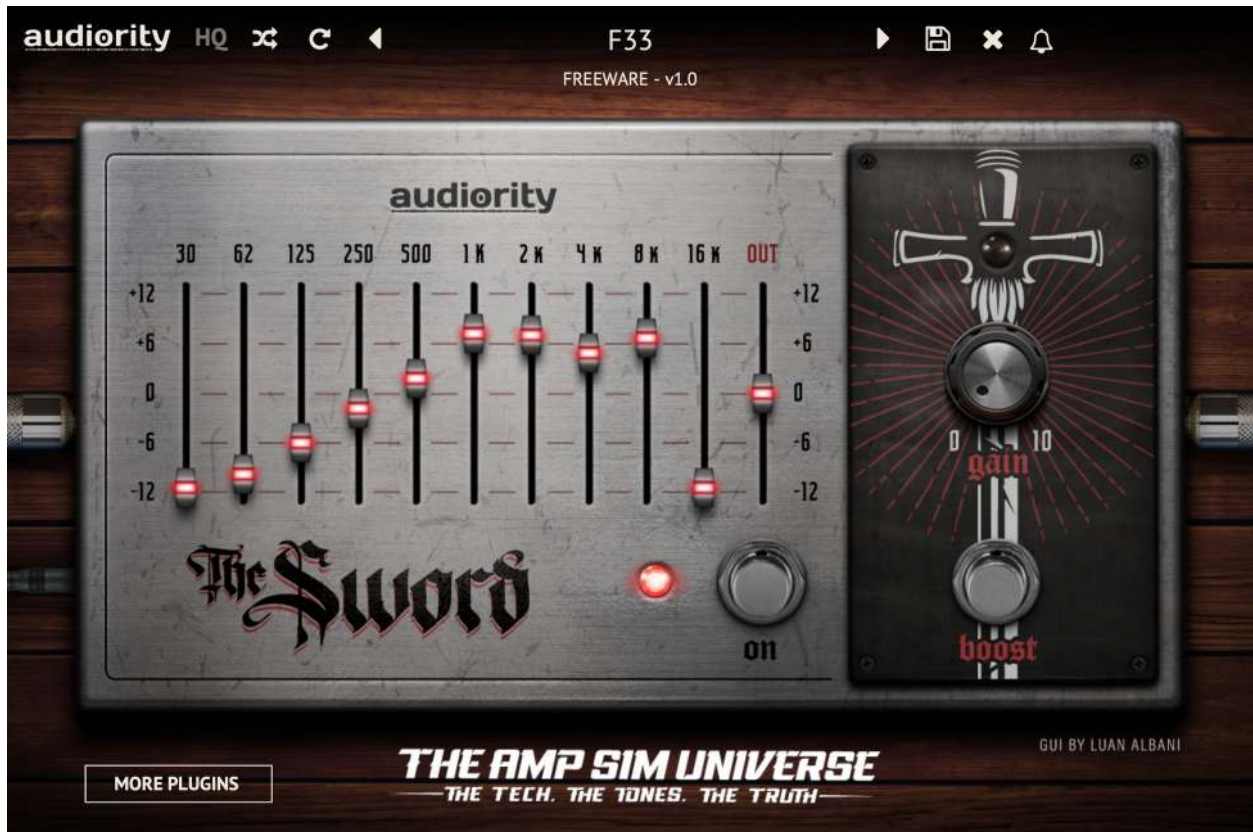 audiority HQ F33
FREEWARE - v1.0
audiority
30 62 125 250 500 1K 2K 4K 8K 16K OUT
+12 +12
+6 +6
0 0
-6 -6
-12 -12
0 10
gain
The Sword
on
boost
GUI BY LUAN ALBANI
MORE PLUGINS
THE AMP SIM UNIVERSE
THE TECH. THE TONES. THE TRUTH